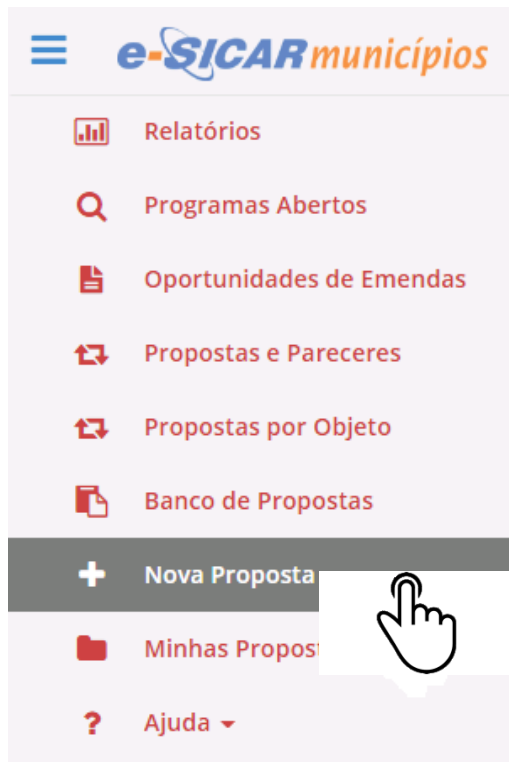 e-SICAR municípios
Relatórios
Programas Abertos
Oportunidades de Emendas
Propostas e Pareceres
Propostas por Objeto
Banco de Propostas
Nova Proposta
Minhas
Ajuda